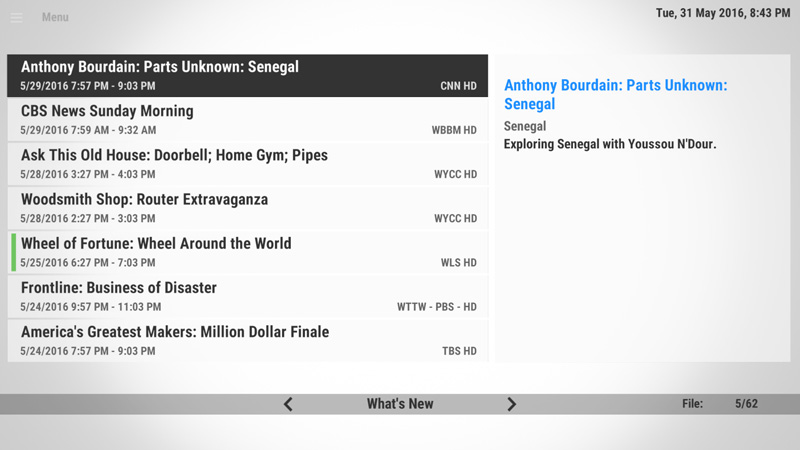 Menu
Tue, 31 May 2016, 8:43 PM
Anthony Bourdain: Parts Unknown: Senegal
5/29/2016 7:57 PM - 9:03 PM CNN HD
CBS News Sunday Morning
5/29/2016 7:59 AM - 9:32 AM WBBM HD
Ask This Old House: Doorbell; Home Gym; Pipes
5/28/2016 3:27 PM - 4:03 PM WYCC HD
Woodsmith Shop: Router Extravaganza
5/28/2016 2:27 PM - 3:03 PM WYCC HD
Wheel of Fortune: Wheel Around the World
5/25/2016 6:27 PM - 7:03 PM WLS HD
Frontline: Business of Disaster
5/24/2016 9:57 PM - 11:03 PM WTTW - PBS - HD
America's Greatest Makers: Million Dollar Finale
5/24/2016 7:57 PM - 9:03 PM TBS HD
Anthony Bourdain: Parts Unknown:
Senegal
Senegal
Exploring Senegal with Youssou N'Dour.
What's New
File: 5/62